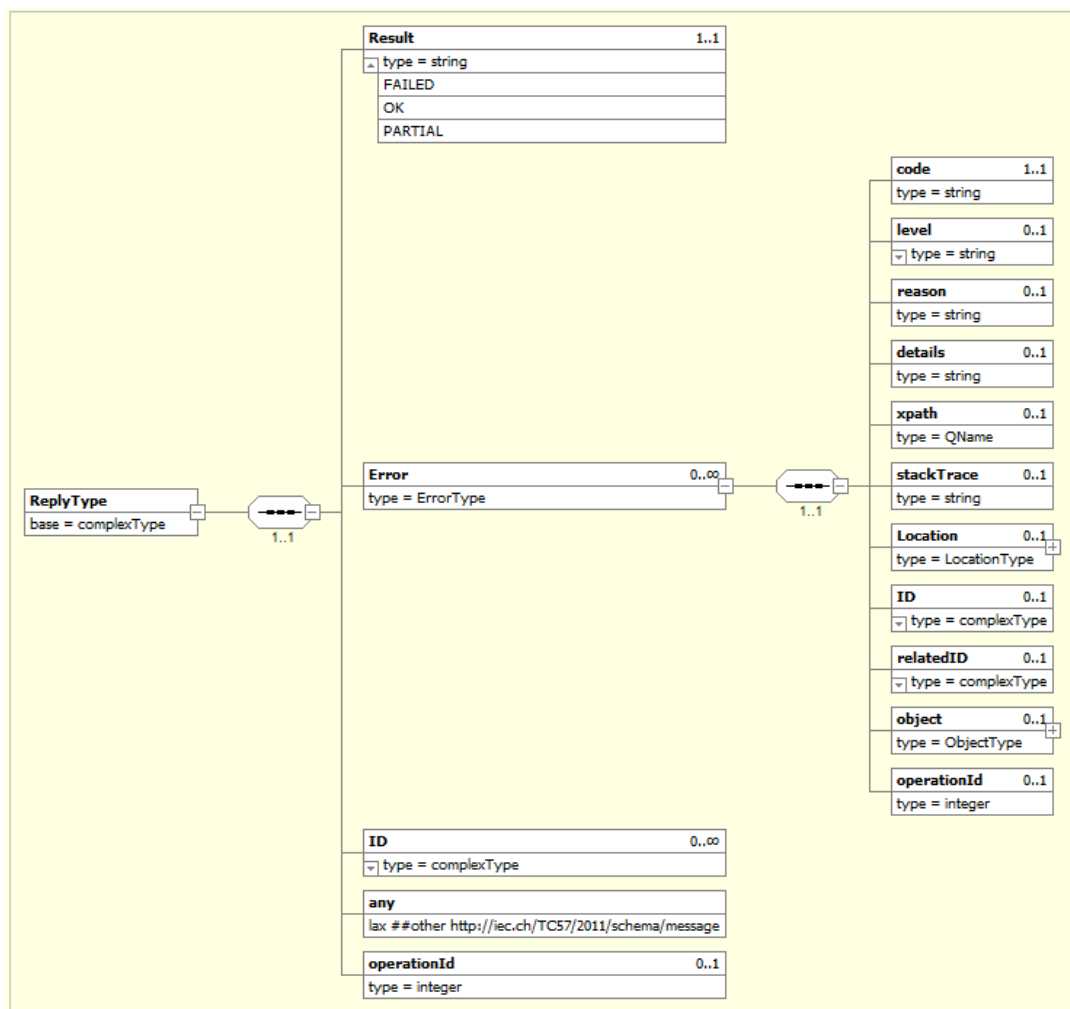 Result 1..1
type = string
FAILED
OK
PARTIAL
code 1..1
type = string
level 0..1
type = string
reason 0..1
type = string
details 0..1
type = string
xpath 0..1
type = QName
Error 0..∞
type = ErrorType
1..1
stackTrace 0..1
type = string
ReplyType
base = complexType
1..1
Location 0..1
type = LocationType
ID 0..1
type = complexType
relatedID 0..1
type = complexType
object 0..1
type = ObjectType
operationId 0..1
type = integer
ID 0..∞
type = complexType
any
lax ##other http://iec.ch/TC57/2011/schema/message
operationId 0..1
type = integer